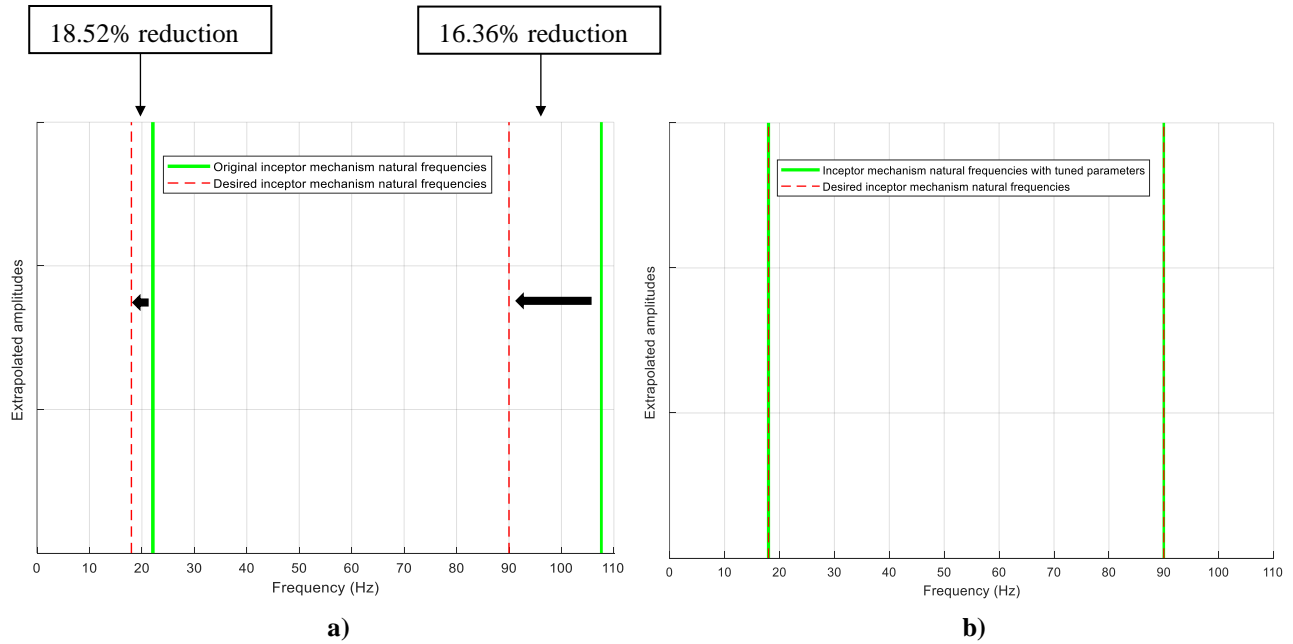 18.52% reduction
16.36% reduction
Extrapolated amplitudes
Original inceptor mechanism natural frequencies
Desired inceptor mechanism natural frequencies
0 10 20 30 40 50 60 70 80 90 100 110
Frequency (Hz)
a)
Extrapolated amplitudes
Inceptor mechanism natural frequencies with tuned parameters
Desired inceptor mechanism natural frequencies
0 10 20 30 40 50 60 70 80 90 100 110
Frequency (Hz)
b)